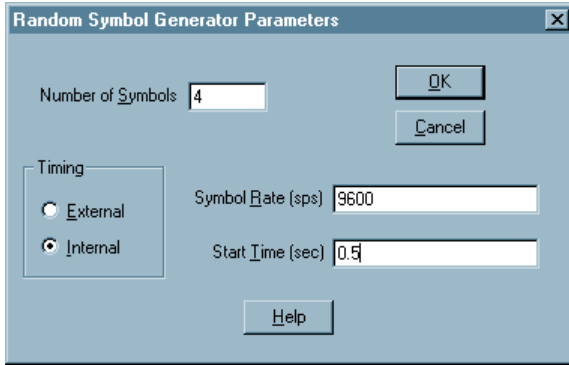 Random Symbol Generator Parameters
Number of Symbols 4
OK
Cancel
Timing
External
Internal
Symbol Rate (sps) 9600
Start Time (sec) 0.5
Help